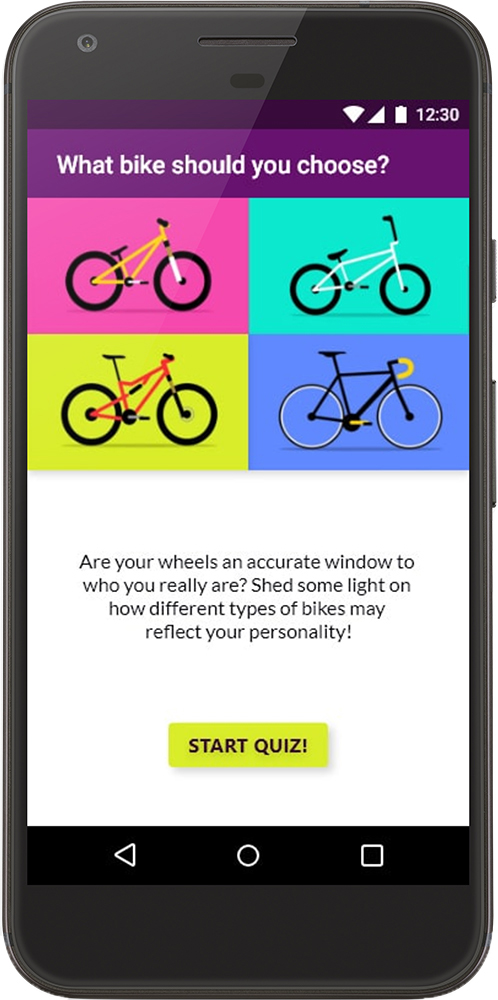 12:30
What bike should you choose?
Are your wheels an accurate window to
who you really are? Shed some light on
how different types of bikes may
reflect your personality!
START QUIZ!